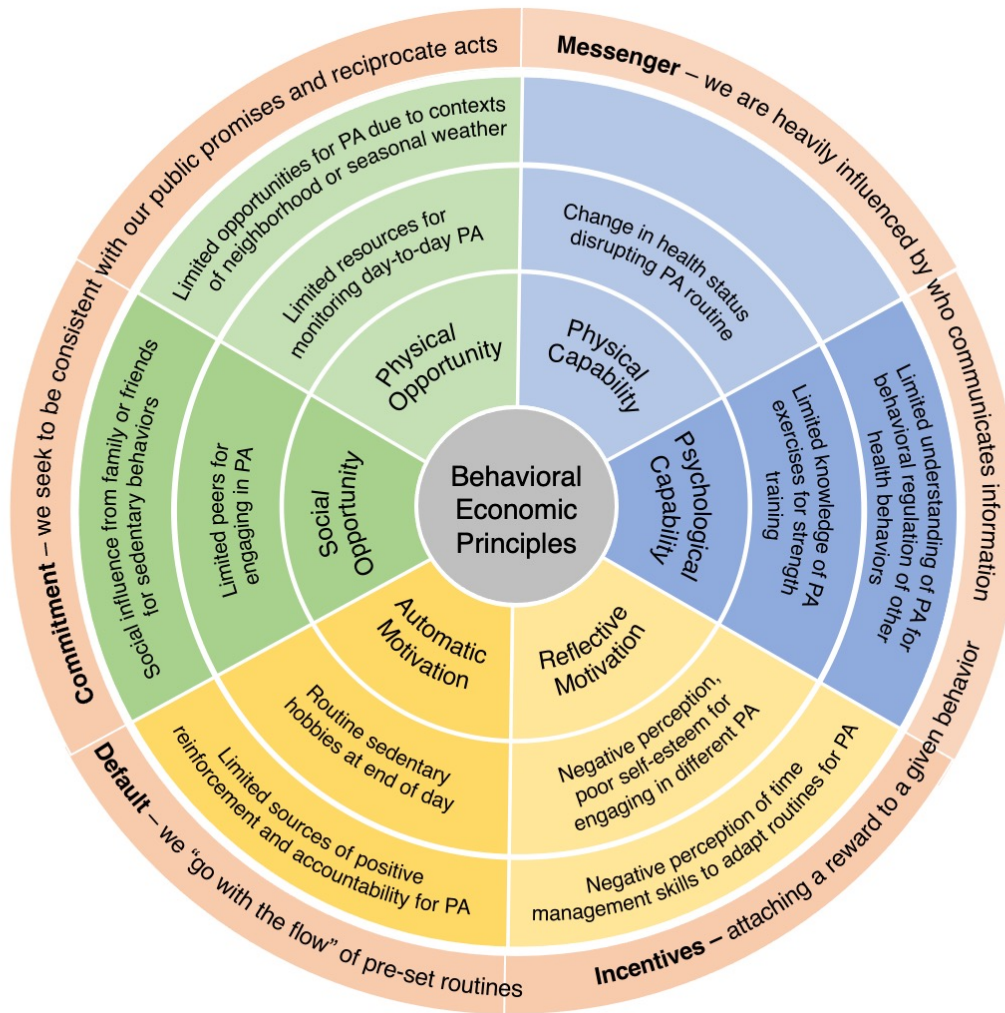 Messenger – we are heavily influenced by who communicates information
Incentives – attaching a reward to a given behavior
Default – we “go with the flow” of pre-set routines
Commitment – we seek to be consistent with our public promises and reciprocate acts
Behavioral
Economic
Principles
Physical
Capability
Change in health status
disrupting PA routine
Psychological
Capability
Limited knowledge of PA
exercises for strength
training
Limited understanding of PA for
behavioral regulation of other
health behaviors
Reflective
Motivation
Negative perception,
poor self-esteem for
engaging in different PA
Negative perception of time
management skills to adapt routines for PA
Automatic
Motivation
Routine sedentary
hobbies at end of day
Limited sources of positive
reinforcement and accountability for PA
Social
Opportunity
Limited peers for
engaging in PA
Social influence from family or friends
for sedentary behaviors
Physical
Opportunity
Limited resources for
monitoring day-to-day PA
Limited opportunities for PA due to contexts
of neighborhood or seasonal weather